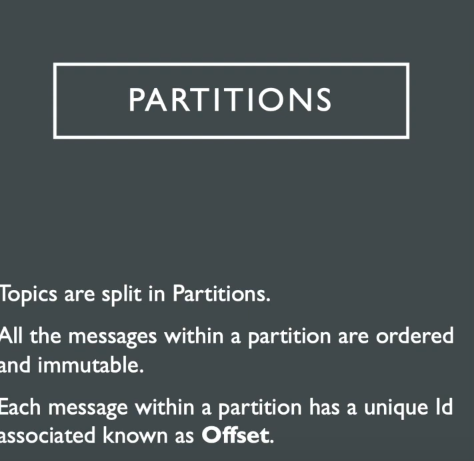 PARTITIONS
Topics are split in Partitions.
All the messages within a partition are ordered
and immutable.
Each message within a partition has a unique Id
associated known as Offset.